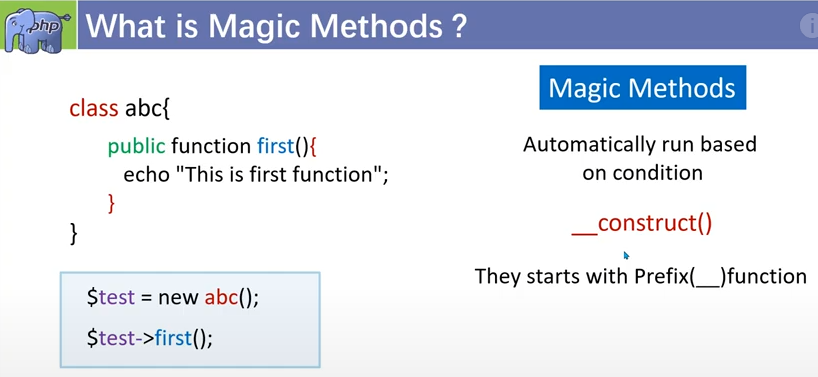 php
What is Magic Methods ?
class abc{
public function first(){
echo "This is first function";
}
}
$test = new abc();
$test->first();
Magic Methods
Automatically run based
on condition
__construct()
They starts with Prefix(__)function